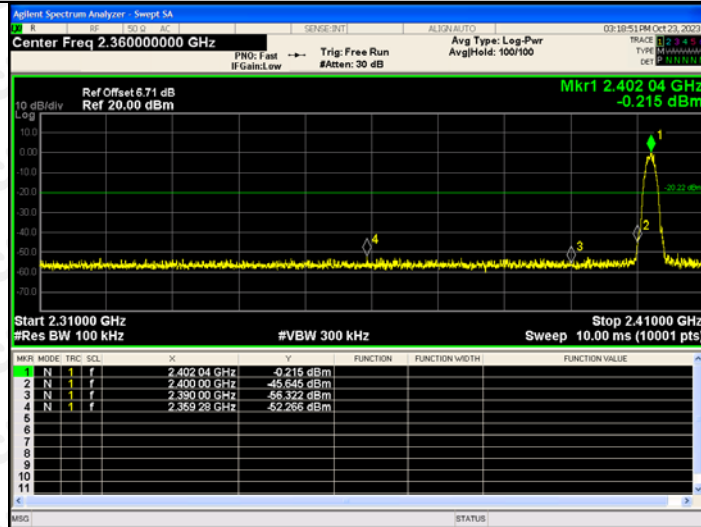 Agilent Spectrum Analyzer - Swept SA
R RF 50 Ω AC SENSE:INT ALIGNAUTO 03:18:51 PM Oct 23, 2023
Center Freq 2.360000000 GHz Avg Type: Log-Pwr TRACE 1 2 3 4 5
PNO: Fast Trig: Free Run Avg|Hold: 100/100 TYPE M
IFGain:Low #Atten: 30 dB DET P N N N N
Mkr1 2.402 04 GHz
Ref Offset 6.71 dB
10 dB/div Ref 20.00 dBm -0.215 dBm
Log
10.0
0.00
-10.0
-20.0
-20.22 dBm
-30.0
-40.0
-50.0
-60.0
-70.0
1
2
3
4
Start 2.31000 GHz Stop 2.41000 GHz
#Res BW 100 kHz #VBW 300 kHz Sweep 10.00 ms (10001 pts)
MKR MODE TRC SCL X Y FUNCTION FUNCTION WIDTH FUNCTION VALUE
1 N 1 f 2.402 04 GHz -0.215 dBm
2 N 1 f 2.400 00 GHz -45.645 dBm
3 N 1 f 2.390 00 GHz -56.322 dBm
4 N 1 f 2.359 28 GHz -52.266 dBm
5
6
7
8
9
10
11
MSG STATUS